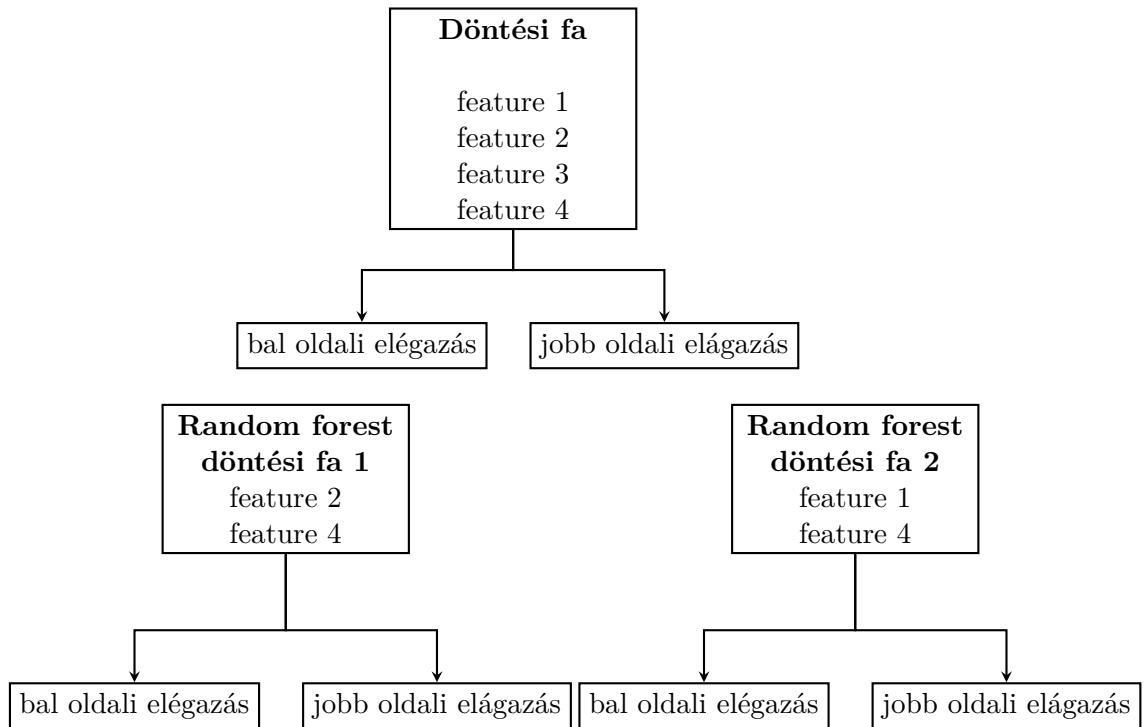 Döntési fa
feature 1
feature 2
feature 3
feature 4
bal oldali elégazás
jobb oldali elágazás
Random forest
döntési fa 1
feature 2
feature 4
Random forest
döntési fa 2
feature 1
feature 4
bal oldali elégazás
jobb oldali elágazás
bal oldali elégazás
jobb oldali elágazás